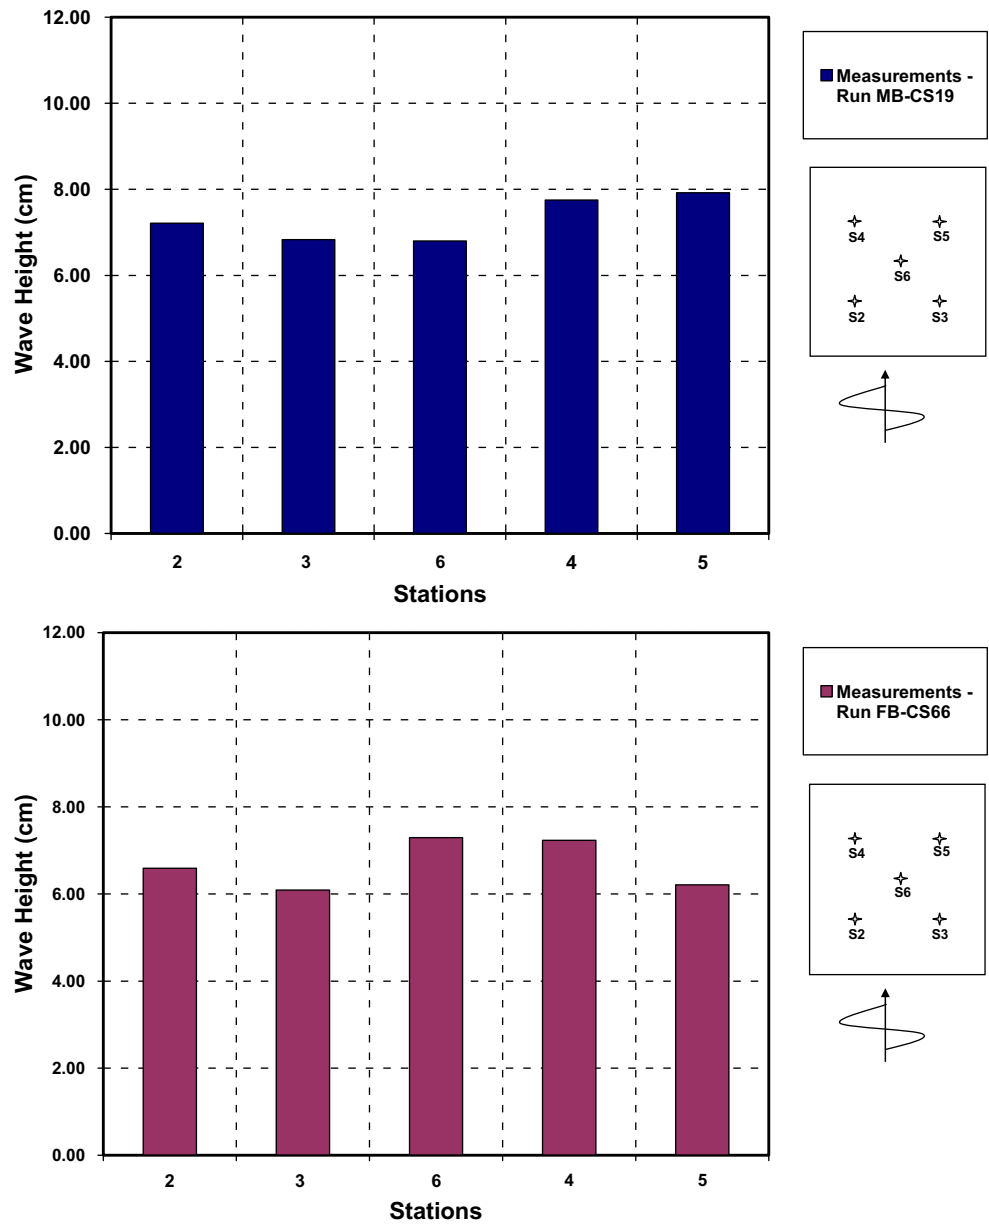 12.00
10.00
8.00
6.00
4.00
2.00
0.00
Wave Height (cm)
2 3 6 4 5
Stations
Measurements -
Run MB-CS19
S4 S5
S6
S2 S3
12.00
10.00
8.00
6.00
4.00
2.00
0.00
Wave Height (cm)
2 3 6 4 5
Stations
Measurements -
Run FB-CS66
S4 S5
S6
S2 S3